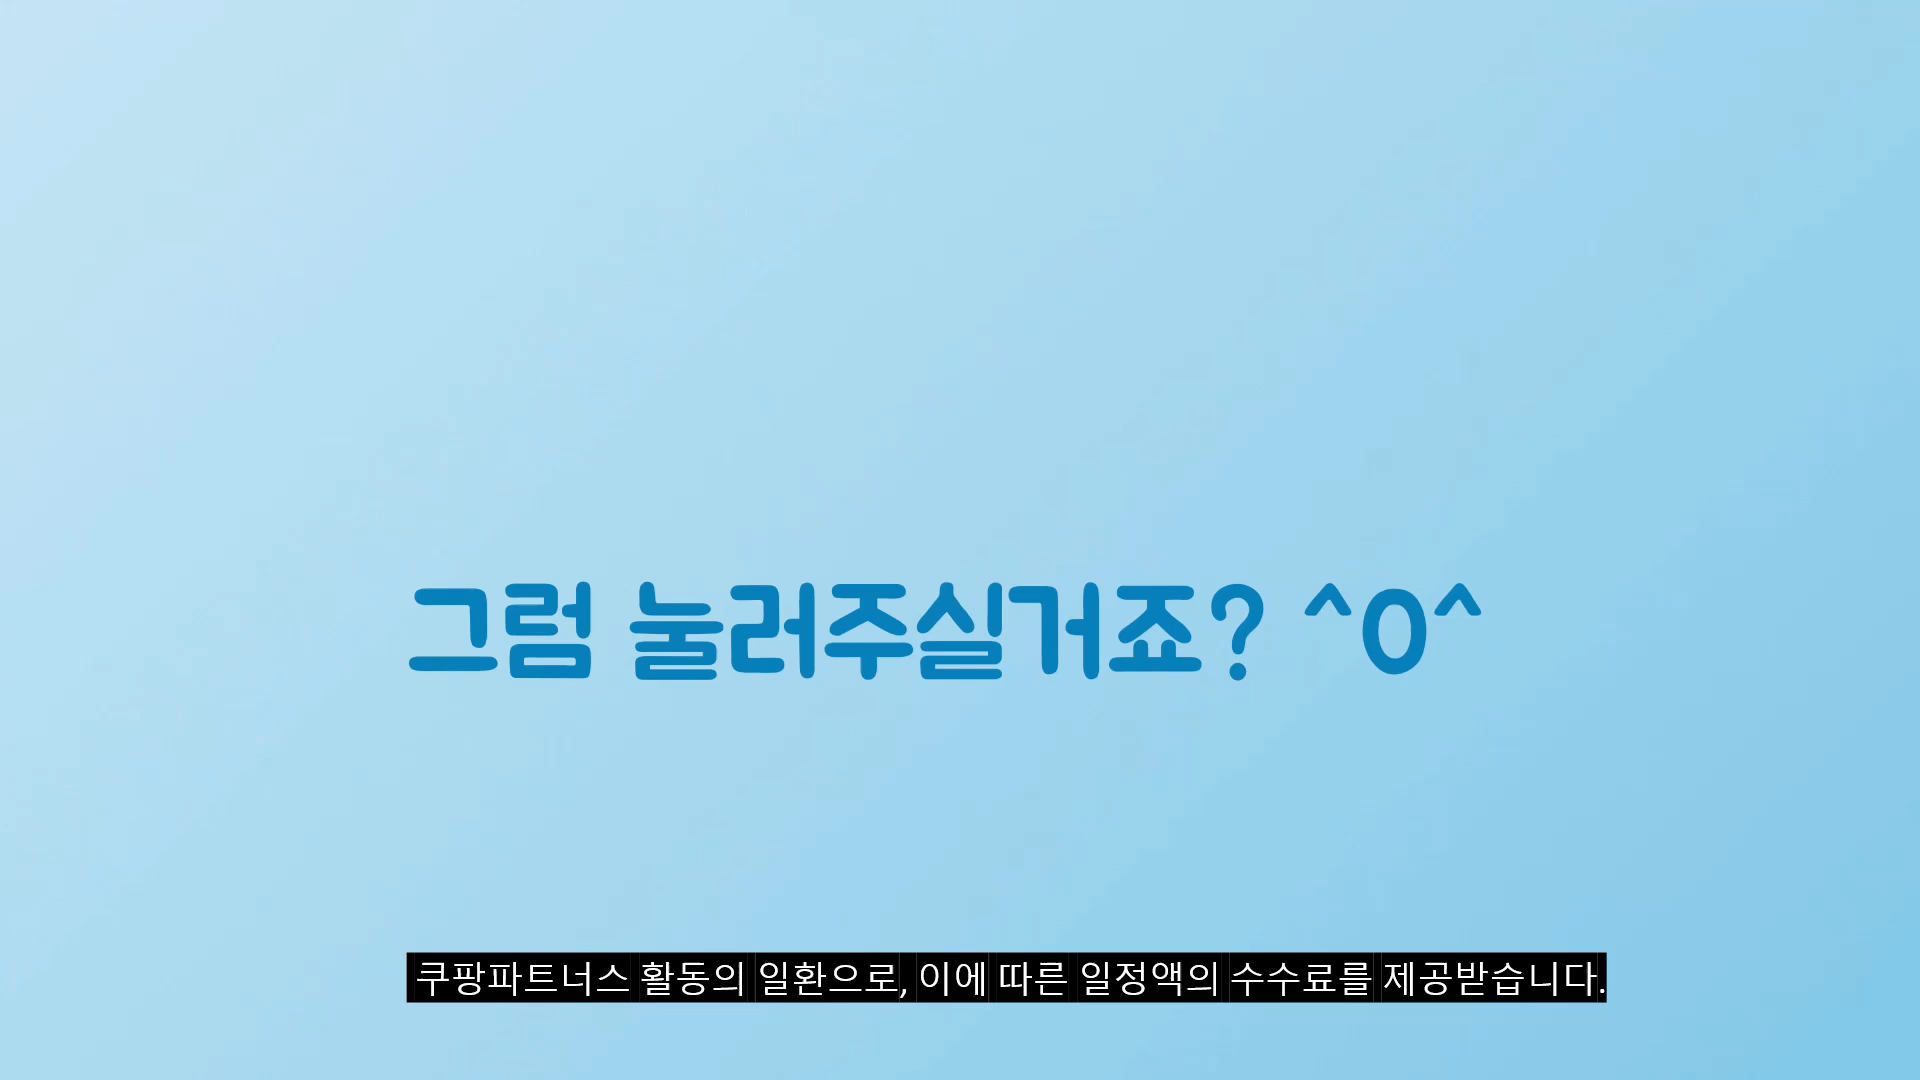 그럼 눌러주실거죠? ^0^
쿠팡파트너스 활동의 일환으로, 이에 따른 일정액의 수수료를 제공받습니다.